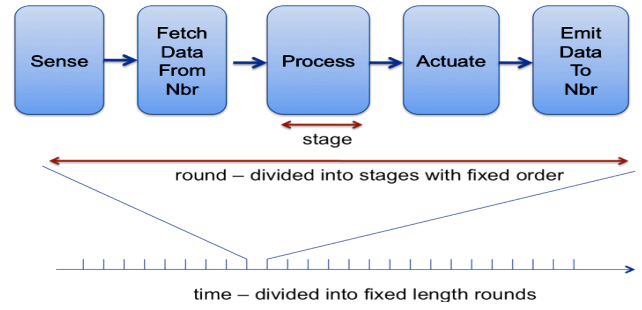 Sense
Fetch
Data
From
Nbr
Process
Actuate
Emit
Data
To
Nbr
stage
round – divided into stages with fixed order
time – divided into fixed length rounds